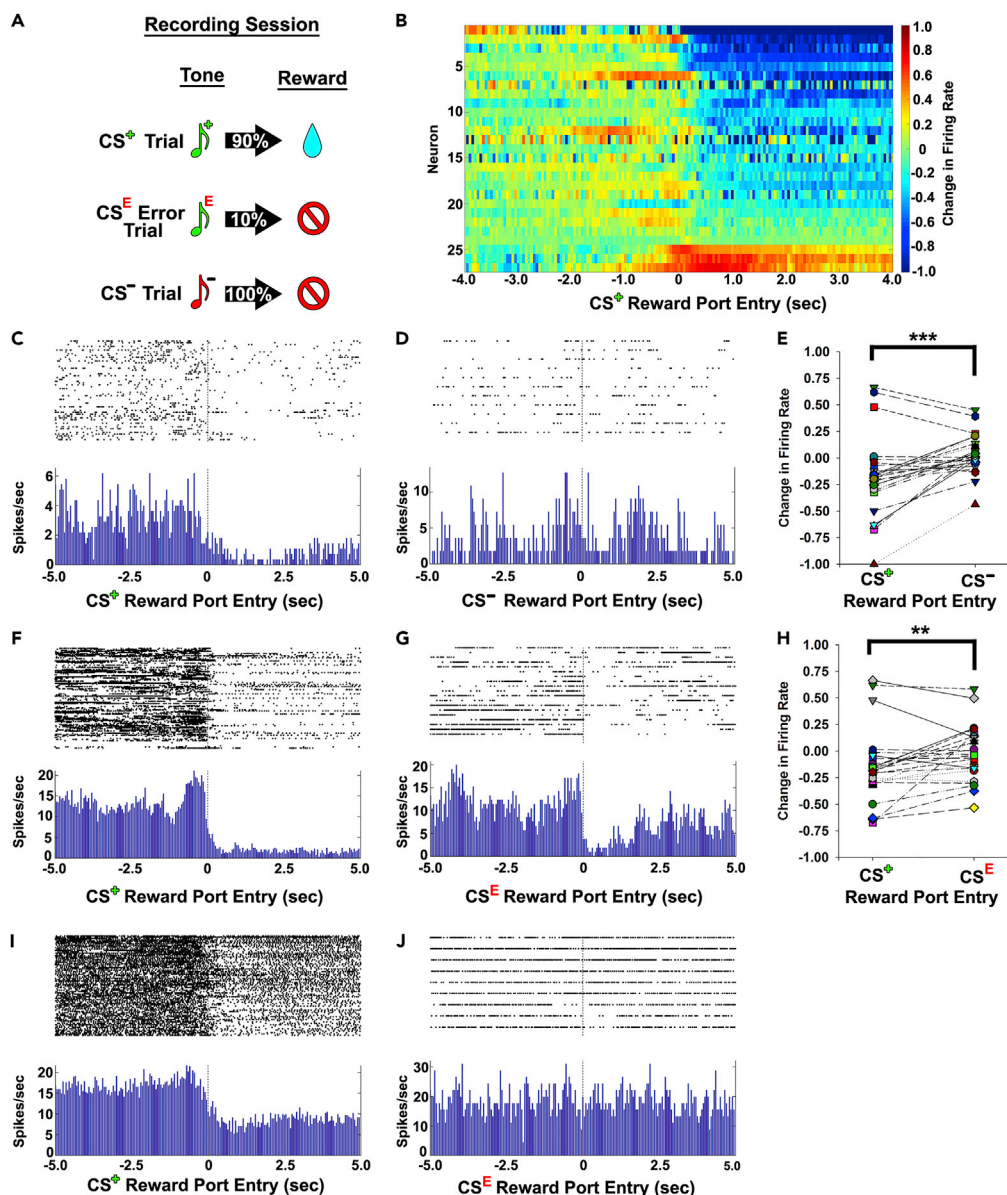 A
Recording Session
Tone Reward
CS+ Trial + 90%
CSE Error Trial E 10%
CS- Trial - 100%
B
Neuron
5
10
15
20
25
-4.0 -3.0 -2.0 -1.0 0 1.0 2.0 3.0 4.0
CS+ Reward Port Entry (sec)
1.0
0.8
0.6
0.4
0.2
0
-0.2
-0.4
-0.6
-0.8
-1.0
Change in Firing Rate
C
Spikes/sec
6
4
2
0
-5.0 -2.5 0 2.5 5.0
CS+ Reward Port Entry (sec)
D
Spikes/sec
10
5
0
-5.0 -2.5 0 2.5 5.0
CS- Reward Port Entry (sec)
E
***
Change in Firing Rate
1.00
0.75
0.50
0.25
0.00
-0.25
-0.50
-0.75
-1.00
CS+ CS-
Reward Port Entry
F
Spikes/sec
20
15
10
5
0
-5.0 -2.5 0 2.5 5.0
CS+ Reward Port Entry (sec)
G
Spikes/sec
20
15
10
5
0
-5.0 -2.5 0 2.5 5.0
CSE Reward Port Entry (sec)
H
**
Change in Firing Rate
1.00
0.75
0.50
0.25
0.00
-0.25
-0.50
-0.75
-1.00
CS+ CSE
Reward Port Entry
I
Spikes/sec
20
15
10
5
0
-5.0 -2.5 0 2.5 5.0
CS+ Reward Port Entry (sec)
J
Spikes/sec
30
20
10
0
-5.0 -2.5 0 2.5 5.0
CSE Reward Port Entry (sec)